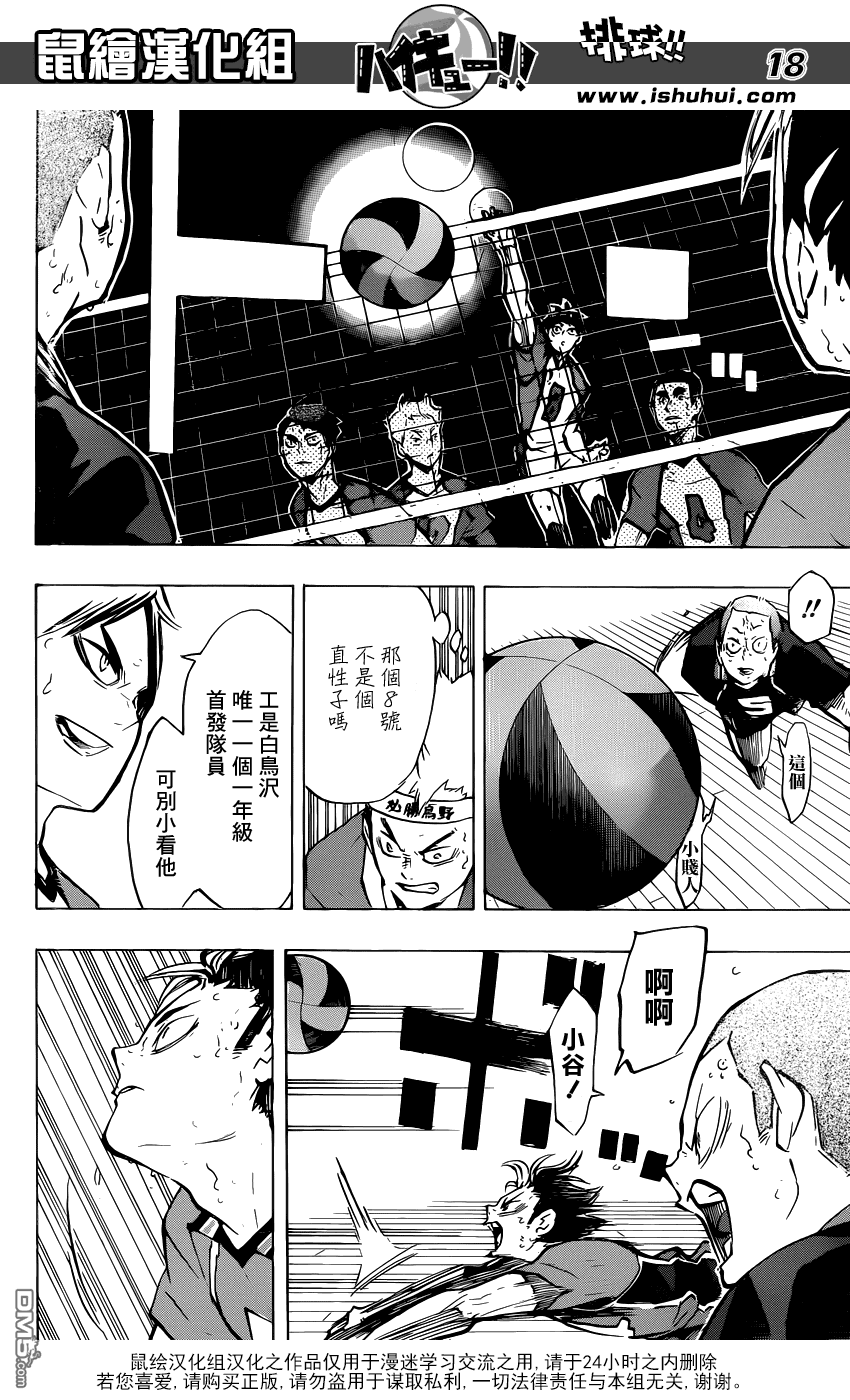 鼠繪漢化組
ハイキュー!!
排球!!
18
www.ishuhui.com
4
!!
這個
小賤人
那個8號
不是個
直性子嗎
必勝烏野
工是白鳥沢
唯一一個一年級
首發隊員
可別小看他
啊啊
小谷!
DM5.com
鼠绘汉化组汉化之作品仅用于漫迷学习交流之用, 请于24小时之内删除
若您喜爱, 请购买正版, 请勿盗用于谋取私利, 一切法律责任与本组无关, 谢谢。